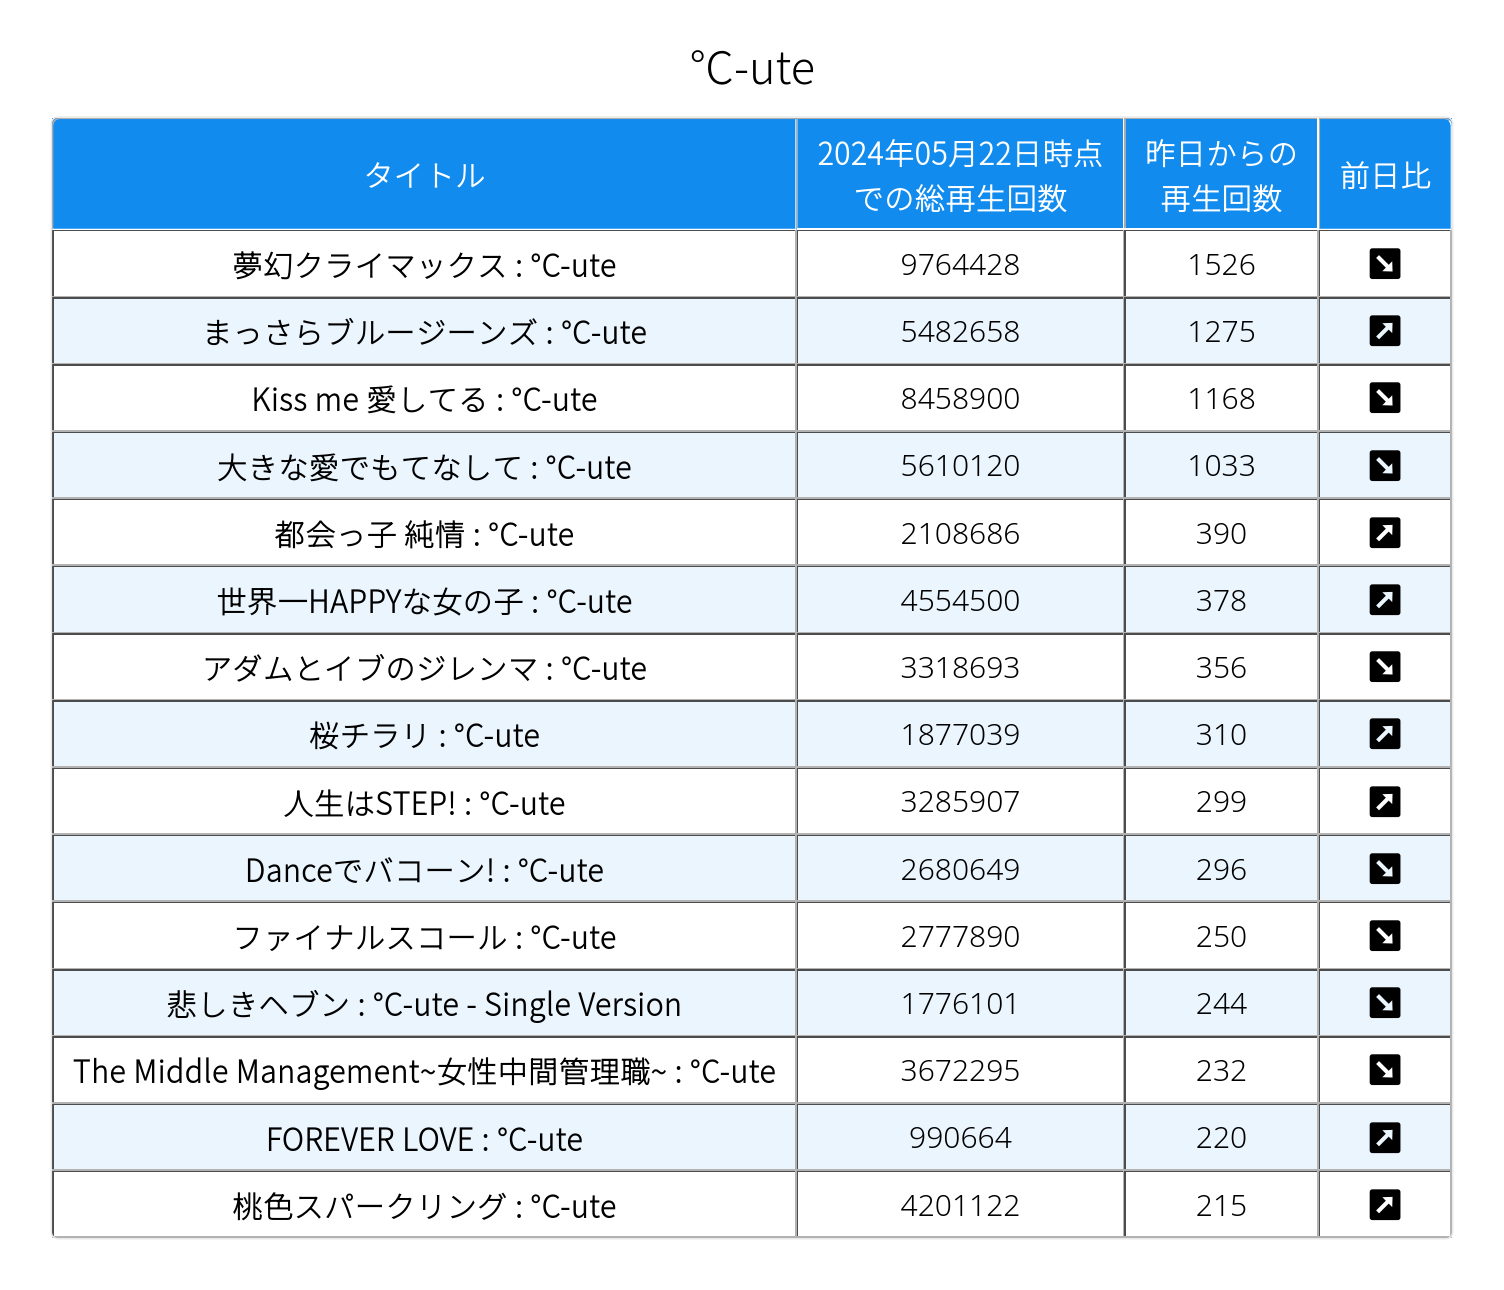 ℃-ute
タイトル
2024年05月22日時点
での総再生回数
昨日からの
再生回数
前日比
夢幻クライマックス : ℃-ute 9764428 1526
まっさらブルージーンズ : ℃-ute 5482658 1275
Kiss me 愛してる : ℃-ute 8458900 1168
大きな愛でもてなして : ℃-ute 5610120 1033
都会っ子 純情 : ℃-ute 2108686 390
世界一HAPPYな女の子 : ℃-ute 4554500 378
アダムとイブのジレンマ : ℃-ute 3318693 356
桜チラリ : ℃-ute 1877039 310
人生はSTEP! : ℃-ute 3285907 299
Danceでバコーン! : ℃-ute 2680649 296
ファイナルスコール : ℃-ute 2777890 250
悲しきヘブン : ℃-ute - Single Version 1776101 244
The Middle Management~女性中間管理職~ : ℃-ute 3672295 232
FOREVER LOVE : ℃-ute 990664 220
桃色スパークリング : ℃-ute 4201122 215